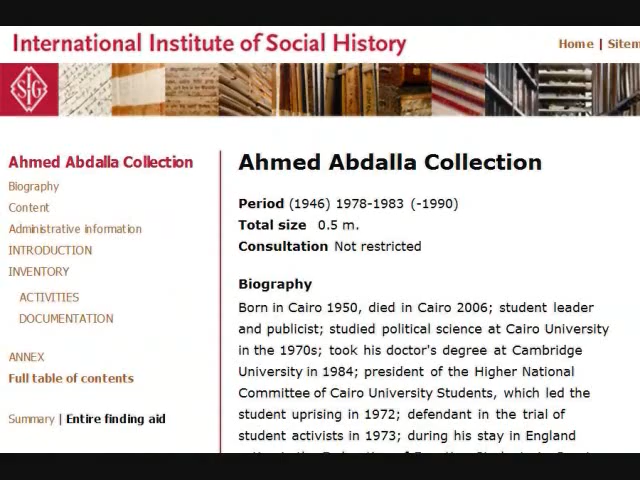 International Institute of Social History
Home | Sitem
Ahmed Abdalla Collection
Biography
Content
Administrative information
INTRODUCTION
INVENTORY
ACTIVITIES
DOCUMENTATION
ANNEX
Full table of contents
Summary | Entire finding aid
Ahmed Abdalla Collection
Period (1946) 1978-1983 (-1990)
Total size 0.5 m.
Consultation Not restricted
Biography
Born in Cairo 1950, died in Cairo 2006; student leader
and publicist; studied political science at Cairo University
in the 1970s; took his doctor's degree at Cambridge
University in 1984; president of the Higher National
Committee of Cairo University Students, which led the
student uprising in 1972; defendant in the trial of
student activists in 1973; during his stay in England